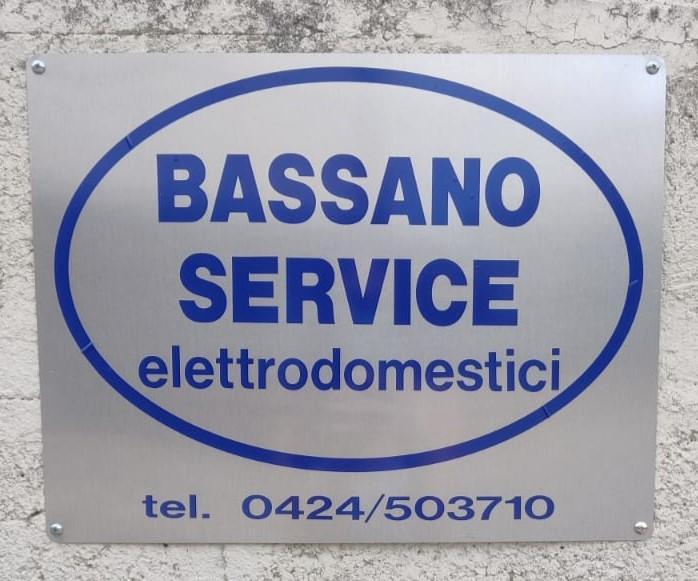 BASSANO
SERVICE
elettrodomestici
tel. 0424/503710